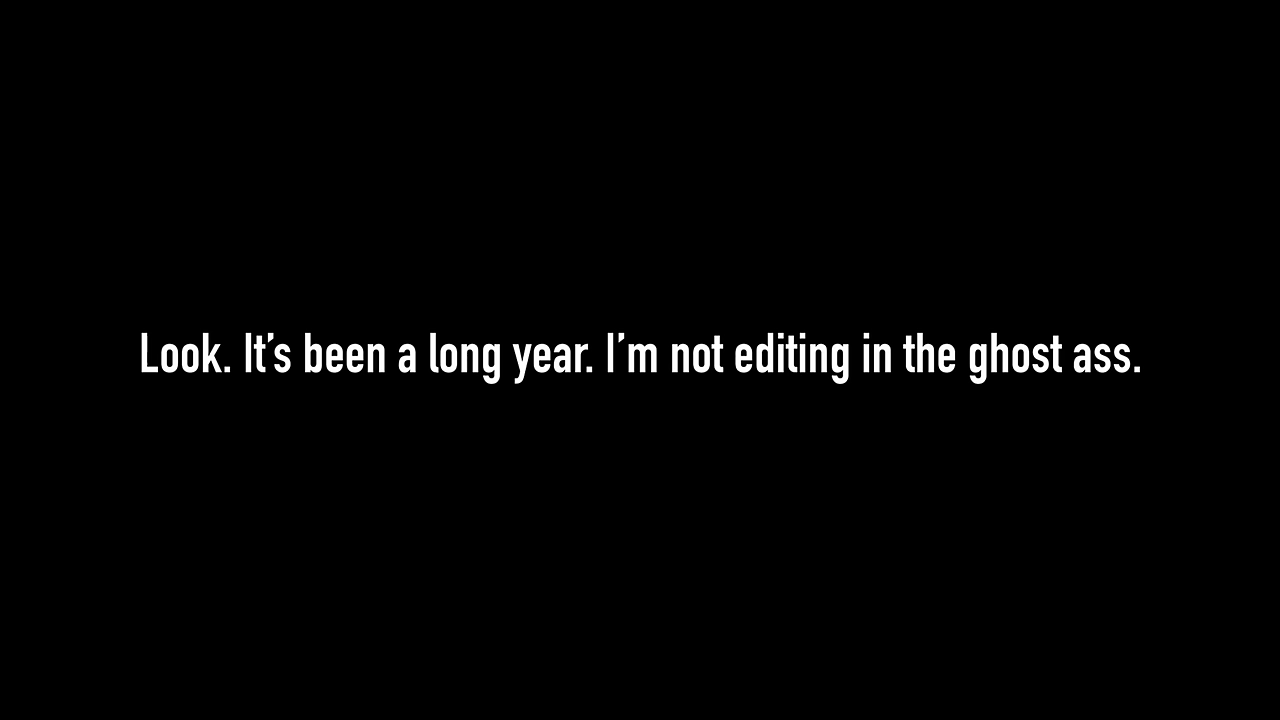 Look. It’s been a long year. I’m not editing in the ghost ass.